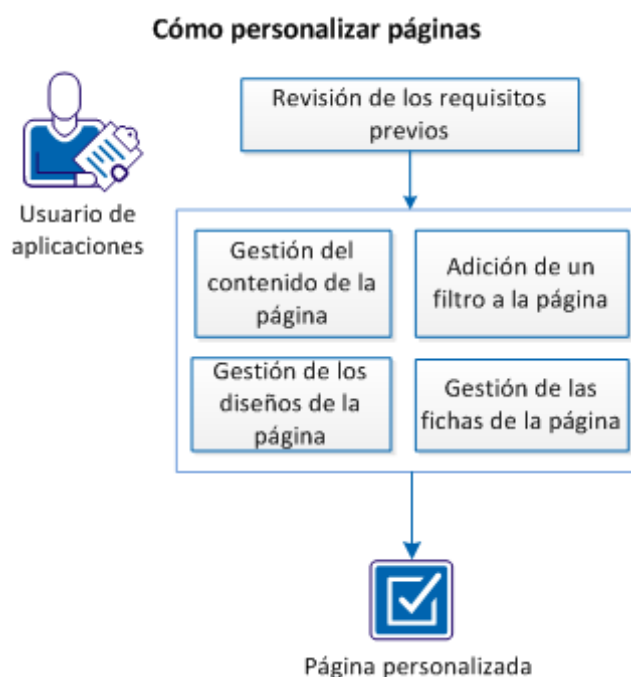 Cómo personalizar páginas
Revisión de los requisitos
previos
Usuario de
aplicaciones
Gestión del
contenido de la
página
Adición de un
filtro a la página
Gestión de los
diseños de la
página
Gestión de las
fichas de la página
Página personalizada